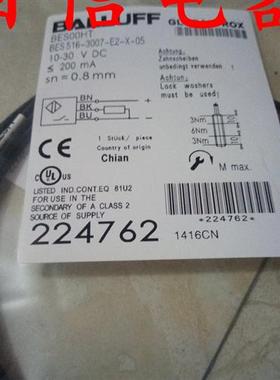 BALLUFF
BES00HT
BES 516-3007-E2-X-05
10-30 V DC
≤ 200 mA
sn = 0.8 mm
Achtung,
Zahnscheiben
unbedingt verwenden !
Attention!
Lock washers
must be used.
BN
BK
BU
3Nm
6Nm
3Nm
1 Stück/ piece
Country of origin
Chian
M max.
CE
UL US
LISTED IND.CONT.EQ 81U2
FOR USE IN THE
SECONDARY OF A CLASS 2
SOURCE OF SUPPLY
*224762*
224762
1416CN